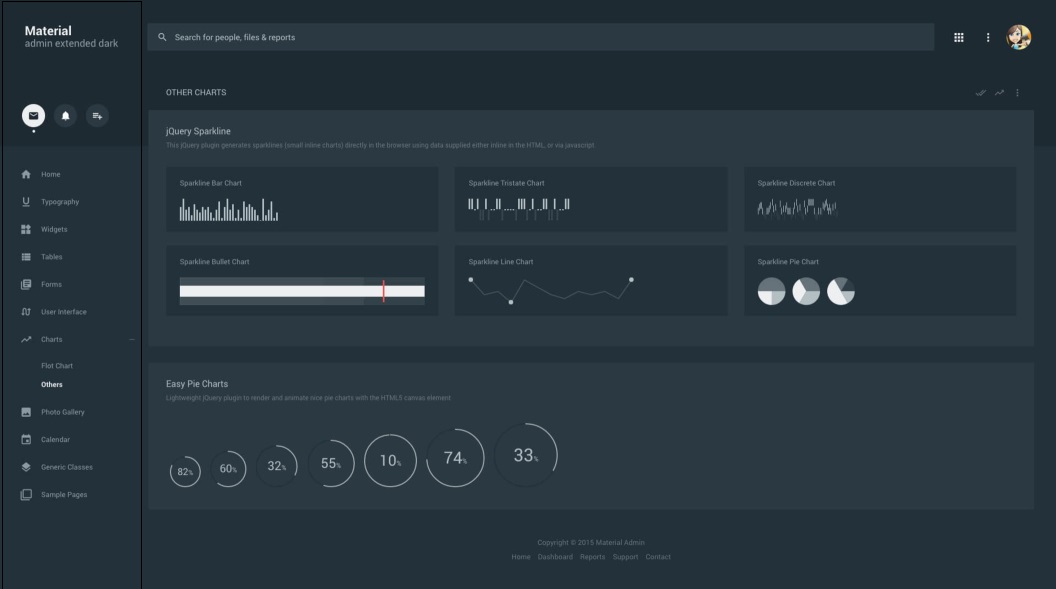 Material
admin extended dark
Search for people, files & reports
OTHER CHARTS
Home
Typography
Widgets
Tables
Forms
User Interface
Charts
Flot Chart
Others
Photo Gallery
Calendar
Generic Classes
Sample Pages
jQuery Sparkline
This jQuery plugin generates sparklines (small inline charts) directly in the browser using data supplied either inline in the HTML, or via javascript.
Sparkline Bar Chart
Sparkline Tristate Chart
Sparkline Discrete Chart
Sparkline Bullet Chart
Sparkline Line Chart
Sparkline Pie Chart
Easy Pie Charts
Lightweight jQuery plugin to render and animate nice pie charts with the HTML5 canvas element
82% 60% 32% 55% 10% 74% 33%
Copyright © 2015 Material Admin
Home Dashboard Reports Support Contact